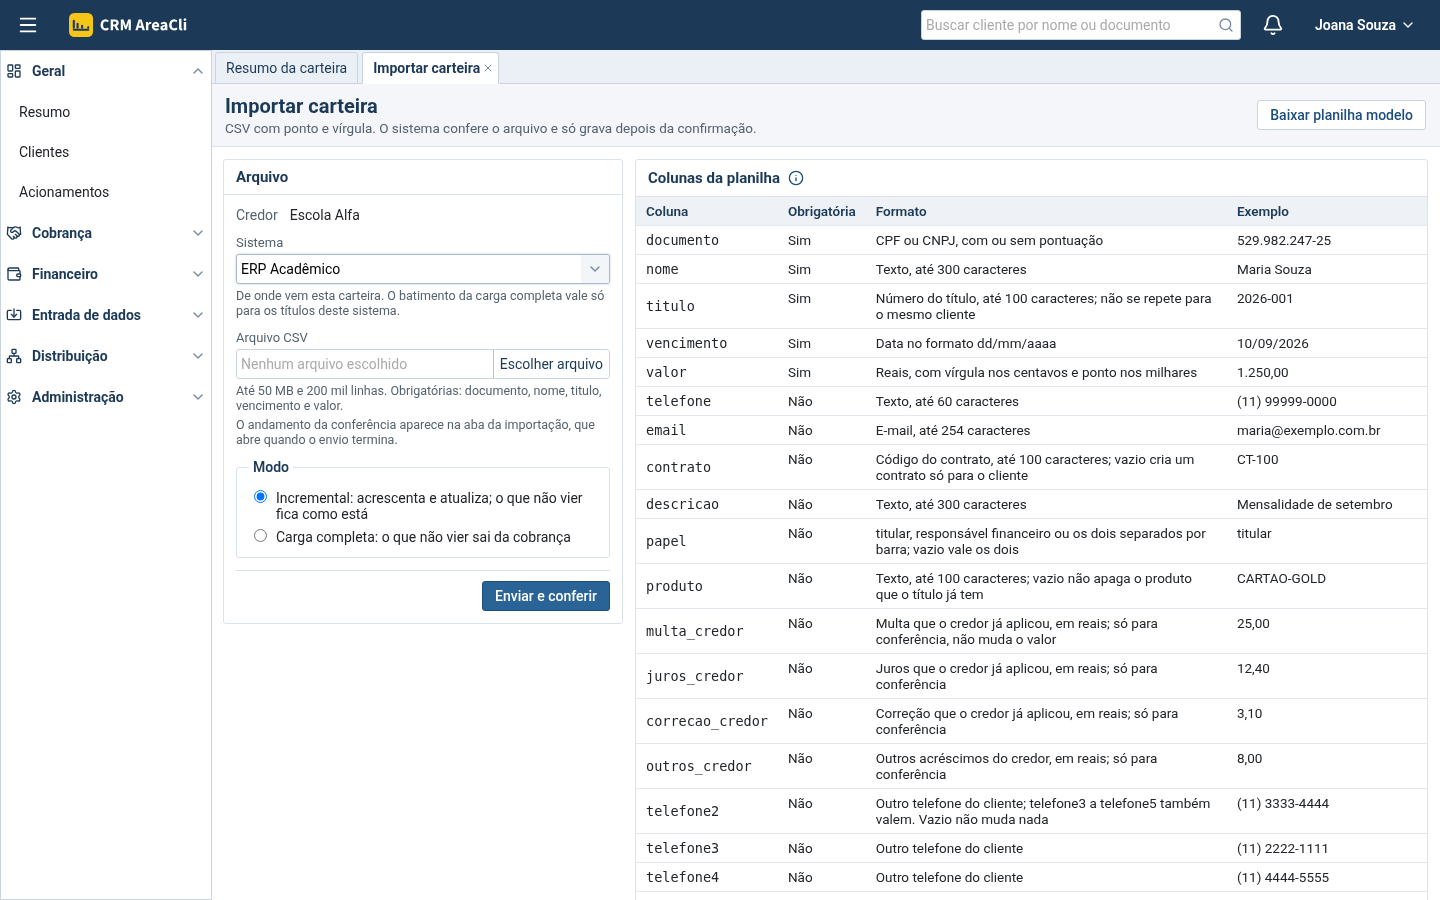 CRM AreaCli
Buscar cliente por nome ou documento
Joana Souza
Geral
Resumo
Clientes
Acionamentos
Cobrança
Financeiro
Entrada de dados
Distribuição
Administração
Resumo da carteira
Importar carteira
Importar carteira
CSV com ponto e vírgula. O sistema confere o arquivo e só grava depois da confirmação.
Baixar planilha modelo
Arquivo
Credor Escola Alfa
Sistema
ERP Acadêmico
De onde vem esta carteira. O batimento da carga completa vale só
para os títulos deste sistema.
Arquivo CSV
Nenhum arquivo escolhido Escolher arquivo
Até 50 MB e 200 mil linhas. Obrigatórias: documento, nome, titulo,
vencimento e valor.
O andamento da conferência aparece na aba da importação, que
abre quando o envio termina.
Modo
Incremental: acrescenta e atualiza; o que não vier
fica como está
Carga completa: o que não vier sai da cobrança
Enviar e conferir
Colunas da planilha
Coluna Obrigatória Formato Exemplo
documento Sim CPF ou CNPJ, com ou sem pontuação 529.982.247-25
nome Sim Texto, até 300 caracteres Maria Souza
titulo Sim Número do título, até 100 caracteres; não se repete para 2026-001
o mesmo cliente
vencimento Sim Data no formato dd/mm/aaaa 10/09/2026
valor Sim Reais, com vírgula nos centavos e ponto nos milhares 1.250,00
telefone Não Texto, até 60 caracteres (11) 99999-0000
email Não E-mail, até 254 caracteres maria@exemplo.com.br
contrato Não Código do contrato, até 100 caracteres; vazio cria um CT-100
contrato só para o cliente
descricao Não Texto, até 300 caracteres Mensalidade de setembro
papel Não titular, responsável financeiro ou os dois separados por titular
barra; vazio vale os dois
produto Não Texto, até 100 caracteres; vazio não apaga o produto CARTAO-GOLD
que o título já tem
multa_credor Não Multa que o credor já aplicou, em reais; só para 25,00
conferência, não muda o valor
juros_credor Não Juros que o credor já aplicou, em reais; só para 12,40
conferência
correcao_credor Não Correção que o credor já aplicou, em reais; só para 3,10
conferência
outros_credor Não Outros acréscimos do credor, em reais; só para 8,00
conferência
telefone2 Não Outro telefone do cliente; telefone3 a telefone5 também (11) 3333-4444
valem. Vazio não muda nada
telefone3 Não Outro telefone do cliente (11) 2222-1111
telefone4 Não Outro telefone do cliente (11) 4444-5555